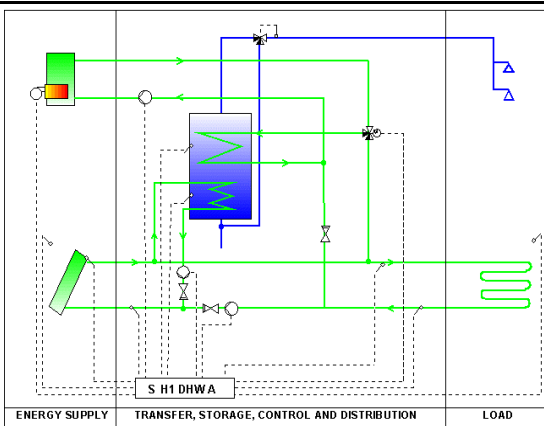 S H1 DHW A
ENERGY SUPPLY
TRANSFER, STORAGE, CONTROL AND DISTRIBUTION
LOAD